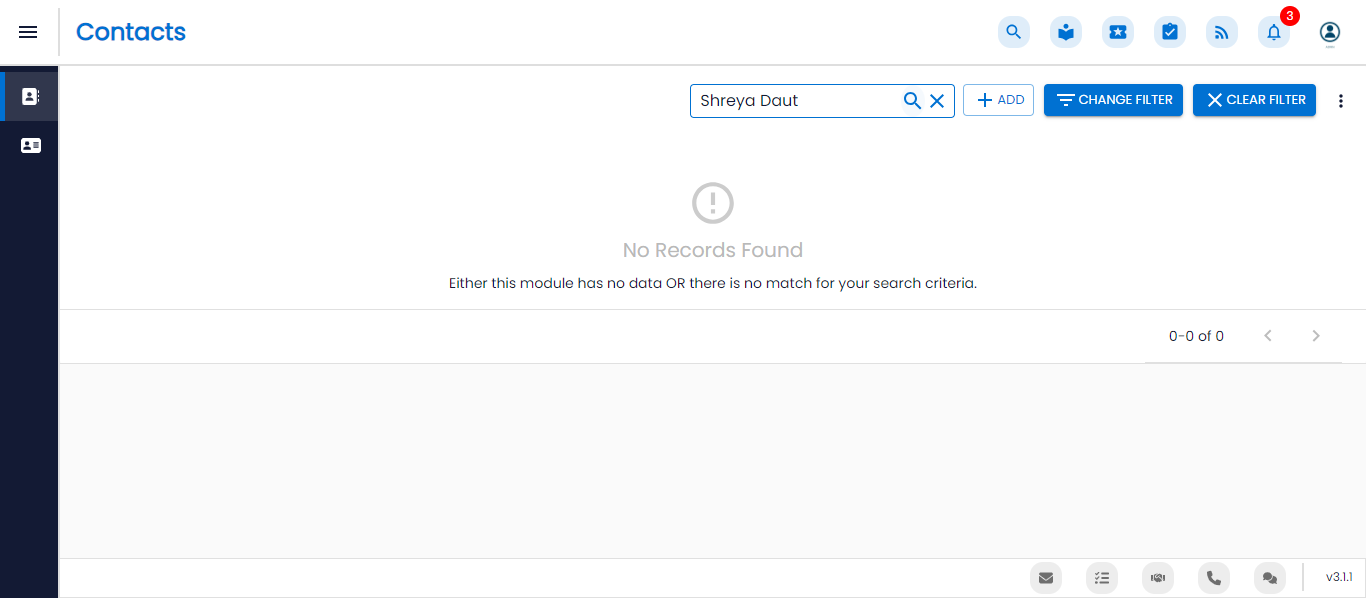 Contacts
3
Shreya Daut
ADD
CHANGE FILTER
CLEAR FILTER
No Records Found
Either this module has no data OR there is no match for your search criteria.
0-0 of 0
v3.1.1